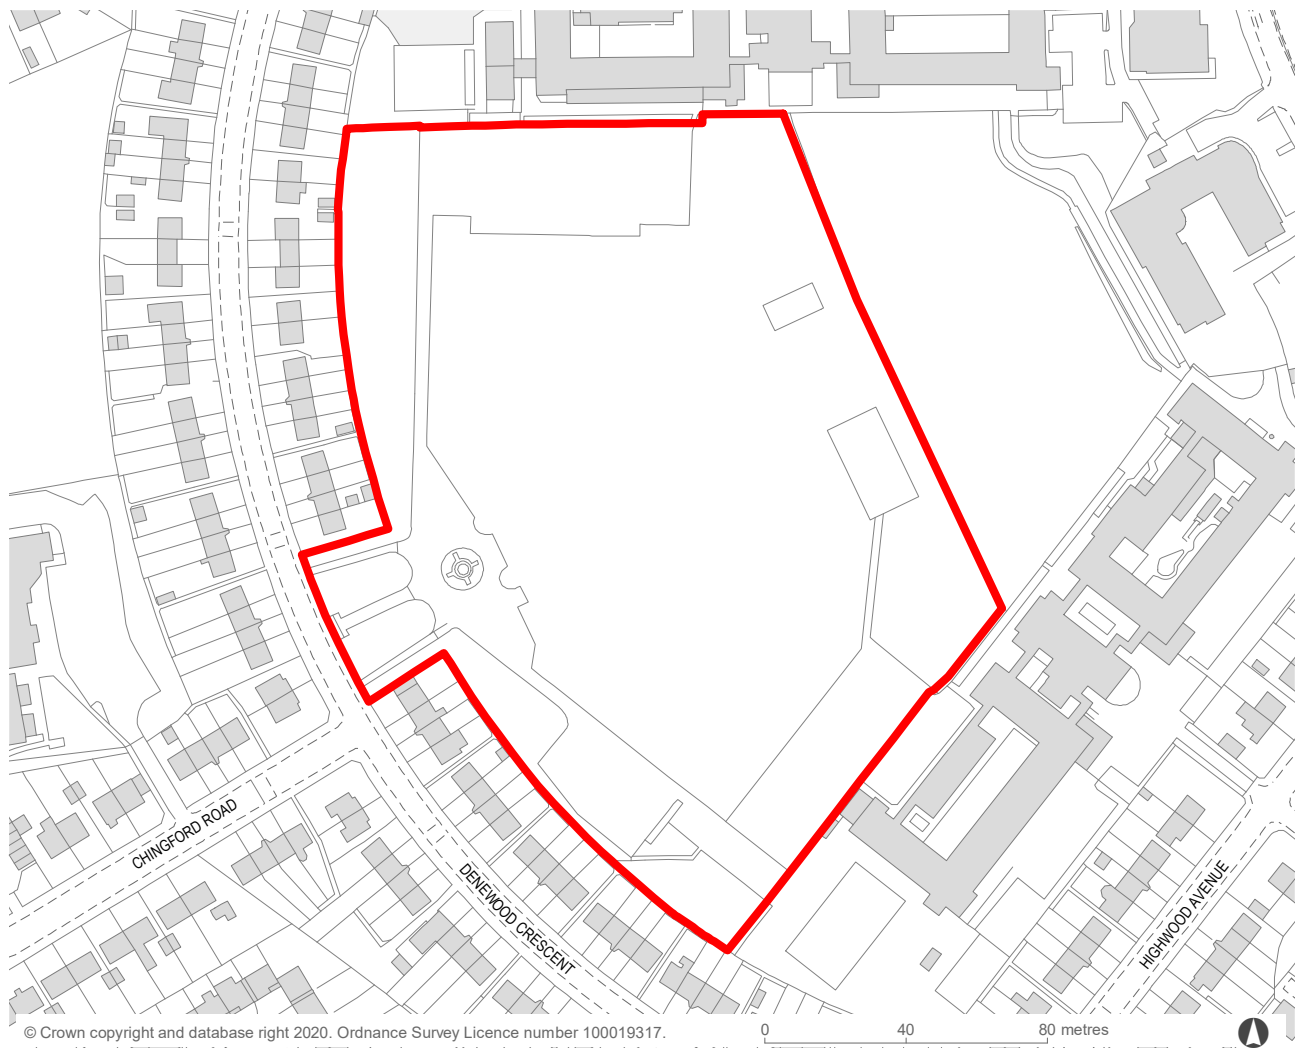 CHINGFORD ROAD
DENEWOOD CRESCENT
HIGHWOOD AVENUE
© Crown copyright and database right 2020. Ordnance Survey Licence number 100019317.
0 40 80 metres